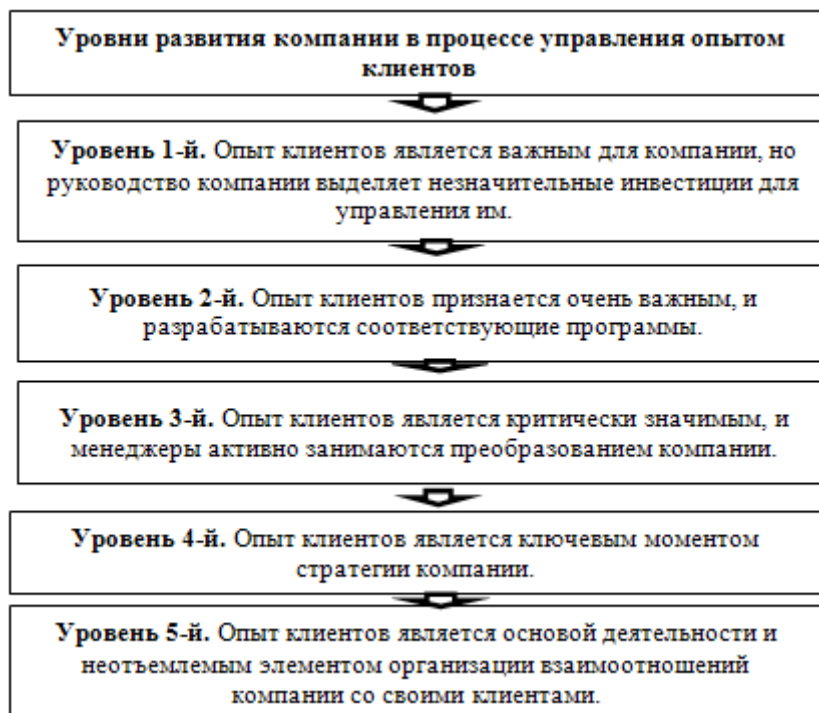 Уровни развития компании в процессе управления опытом
клиентов
Уровень 1-й. Опыт клиентов является важным для компании, но
руководство компании выделяет незначительные инвестиции для
управления им.
Уровень 2-й. Опыт клиентов признается очень важным, и
разрабатываются соответствующие программы.
Уровень 3-й. Опыт клиентов является критически значимым, и
менеджеры активно занимаются преобразованием компании.
Уровень 4-й. Опыт клиентов является ключевым моментом
стратегии компании.
Уровень 5-й. Опыт клиентов является основой деятельности и
неотъемлемым элементом организации взаимоотношений
компании со своими клиентами.